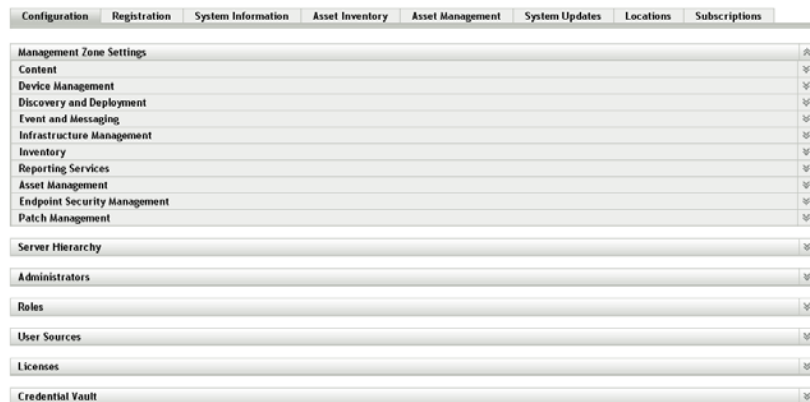 Configuration Registration System Information Asset Inventory Asset Management System Updates Locations Subscriptions
Management Zone Settings
Content
Device Management
Discovery and Deployment
Event and Messaging
Infrastructure Management
Inventory
Reporting Services
Asset Management
Endpoint Security Management
Patch Management
Server Hierarchy
Administrators
Roles
User Sources
Licenses
Credential Vault